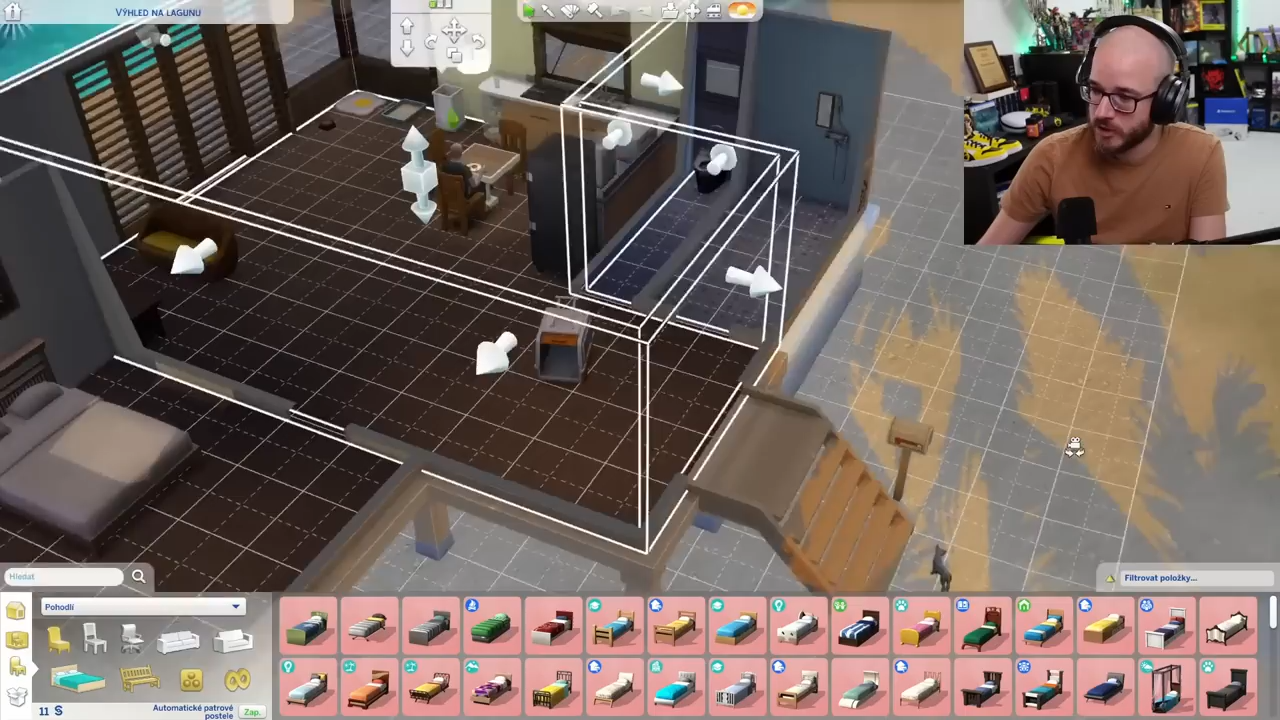 VÝHLED NA LAGUNU
Hledat
Filtrovat položky...
Pohodlí
11 $
Automatické patrové
postele
Zap.